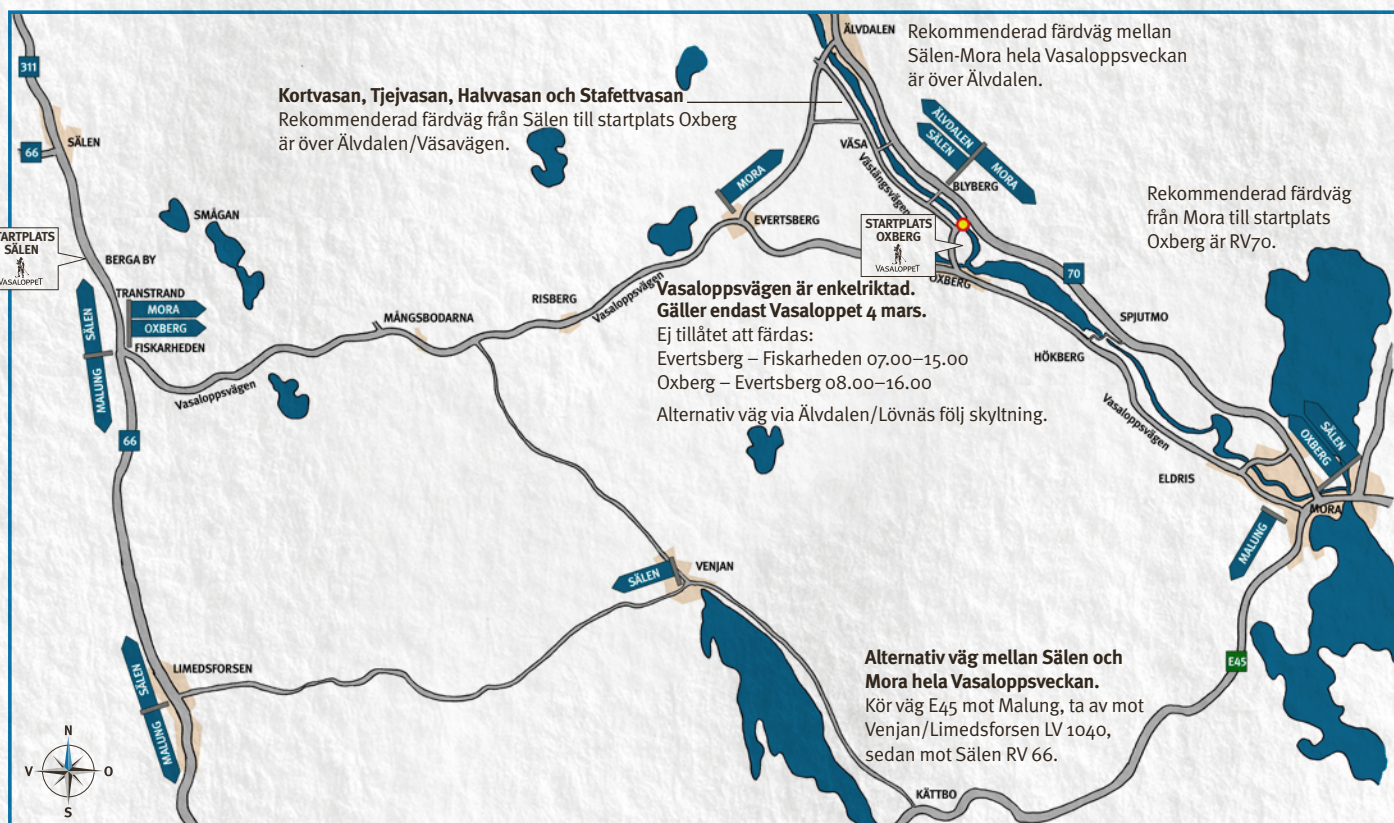 ÄLVDALEN
Rekommenderad färdväg mellan
Sälen-Mora hela Vasaloppsveckan
är över Älvdalen.
311
Kortvasan, Tjejvasan, Halvvasan och Stafettvasan
Rekommenderad färdväg från Sälen till startplats Oxberg
är över Älvdalen/Väsavägen.
SÄLEN
66
ÄLVDALEN
SÄLEN
MORA
VÄSA
Västängsvägen
BLYBERG
MORA
EVERTSBERG
Rekommenderad färdväg
från Mora till startplats
Oxberg är RV70.
SMÅGAN
STARTPLATS
SÄLEN
VASALOPPET
BERGA BY
STARTPLATS
OXBERG
VASALOPPET
OXBERG
70
TRANSTRAND
MORA
OXBERG
FISKARHEDEN
SÄLEN
MALUNG
RISBERG
Vasaloppsvägen
MÅNGSBODARNA
Vasaloppsvägen är enkelriktad.
Gäller endast Vasaloppet 4 mars.
Ej tillåtet att färdas:
Evertsberg – Fiskarheden 07.00–15.00
Oxberg – Evertsberg 08.00–16.00
Alternativ väg via Älvdalen/Lövnäs följ skyltning.
SPJUTMO
HÖKBERG
Vasaloppsvägen
Vasaloppsvägen
66
SÄLEN
OXBERG
ELDRIS
MORA
MALUNG
SÄLEN
VENJAN
LIMEDSFORSEN
SÄLEN
MALUNG
E45
Alternativ väg mellan Sälen och
Mora hela Vasaloppsveckan.
Kör väg E45 mot Malung, ta av mot
Venjan/Limedsforsen LV 1040,
sedan mot Sälen RV 66.
KÄTTBO
N
V
O
S